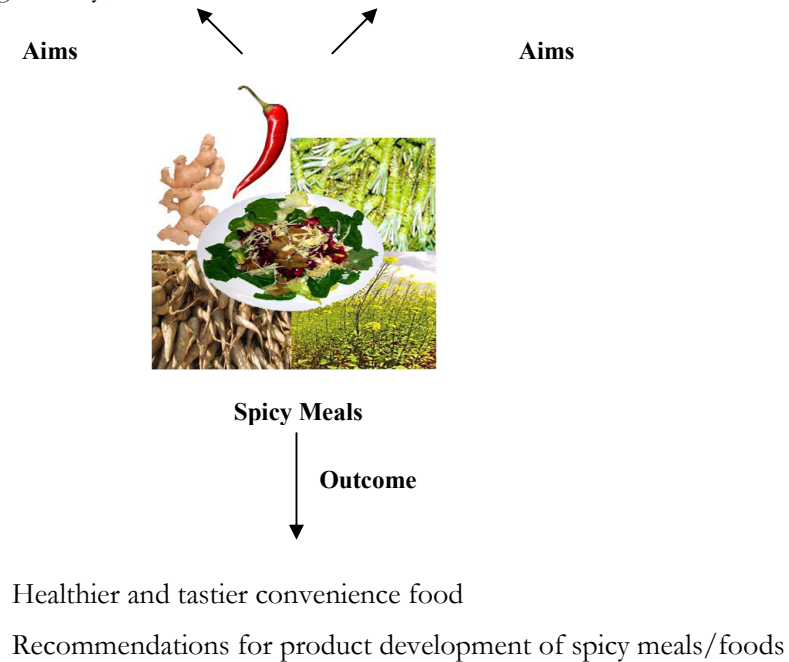 Aims
Aims
Spicy Meals
Outcome
Healthier and tastier convenience food
Recommendations for product development of spicy meals/foods